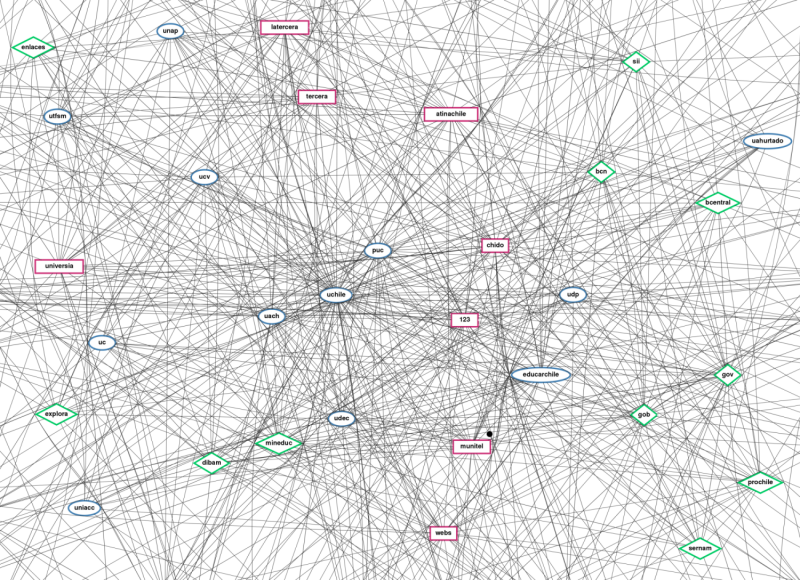 latercera
unap
enlaces
sii
tercera
atinachile
utfsm
uahurtado
bcn
ucv
bcentral
chido
puc
universia
uchile
udp
uach
123
uc
educarchile
gov
explora
gob
udec
mineduc
munitel
dibam
prochile
uniacc
webs
sernam